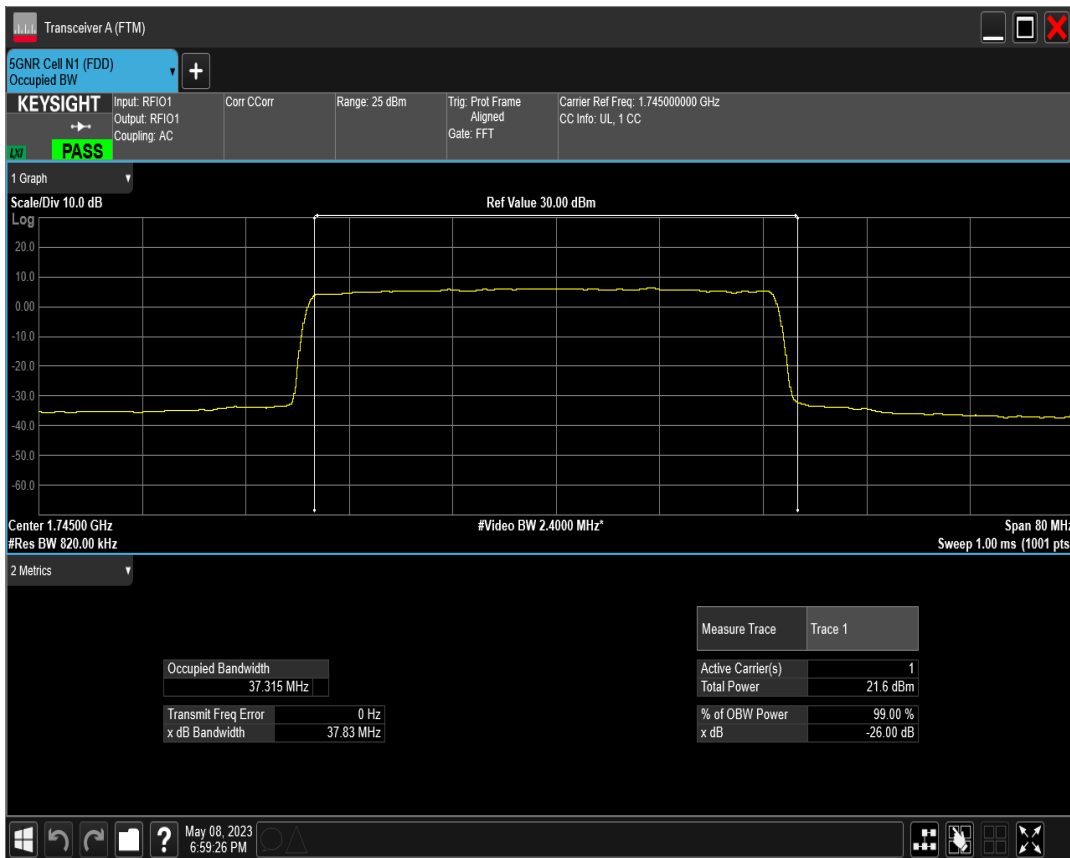 Transceiver A (FTM)
5GNR Cell N1 (FDD)
Occupied BW
+
KEYSIGHT
LXI
PASS
Input: RFIO1
Output: RFIO1
Coupling: AC
Corr CCorr
Range: 25 dBm
Trig: Prot Frame
Aligned
Gate: FFT
Carrier Ref Freq: 1.745000000 GHz
CC Info: UL, 1 CC
1 Graph
Scale/Div 10.0 dB
Ref Value 30.00 dBm
Log
20.0
10.0
0.00
-10.0
-20.0
-30.0
-40.0
-50.0
-60.0
Center 1.74500 GHz
#Video BW 2.4000 MHz*
Span 80 MHz
#Res BW 820.00 kHz
Sweep 1.00 ms (1001 pts
2 Metrics
Measure Trace Trace 1
Occupied Bandwidth
37.315 MHz
Active Carrier(s) 1
Total Power 21.6 dBm
Transmit Freq Error 0 Hz
x dB Bandwidth 37.83 MHz
% of OBW Power 99.00 %
x dB -26.00 dB
?
May 08, 2023
6:59:26 PM